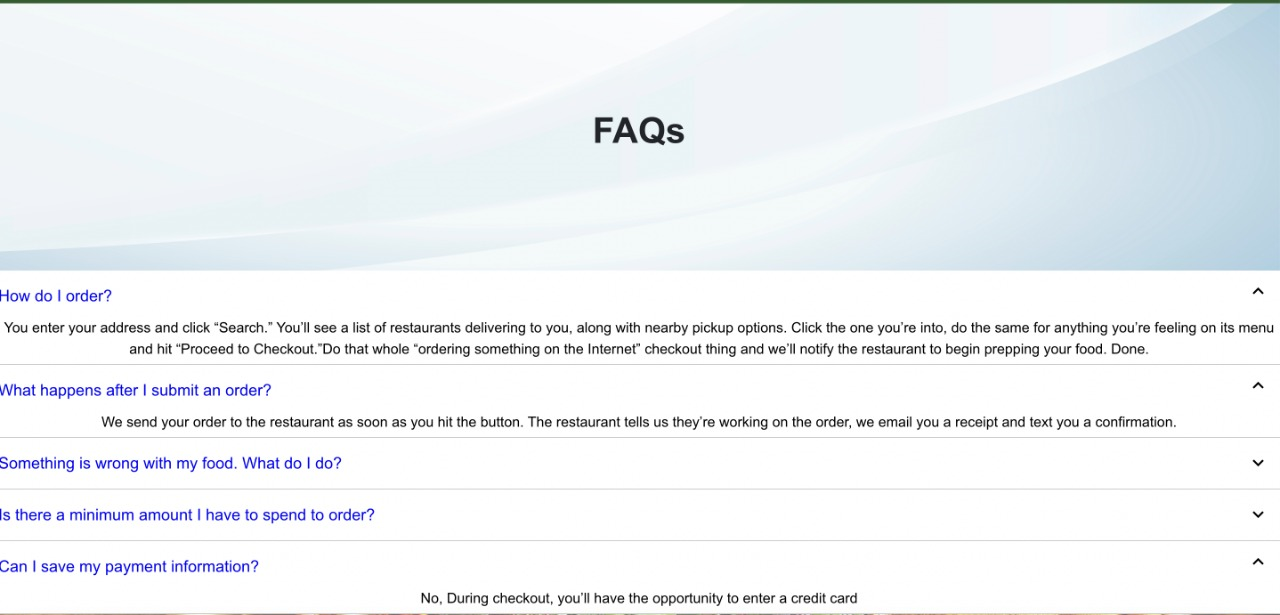 FAQs
How do I order?
You enter your address and click “Search.” You’ll see a list of restaurants delivering to you, along with nearby pickup options. Click the one you’re into, do the same for anything you’re feeling on its menu
and hit “Proceed to Checkout.”Do that whole “ordering something on the Internet” checkout thing and we’ll notify the restaurant to begin prepping your food. Done.
What happens after I submit an order?
We send your order to the restaurant as soon as you hit the button. The restaurant tells us they’re working on the order, we email you a receipt and text you a confirmation.
Something is wrong with my food. What do I do?
Is there a minimum amount I have to spend to order?
Can I save my payment information?
No, During checkout, you’ll have the opportunity to enter a credit card